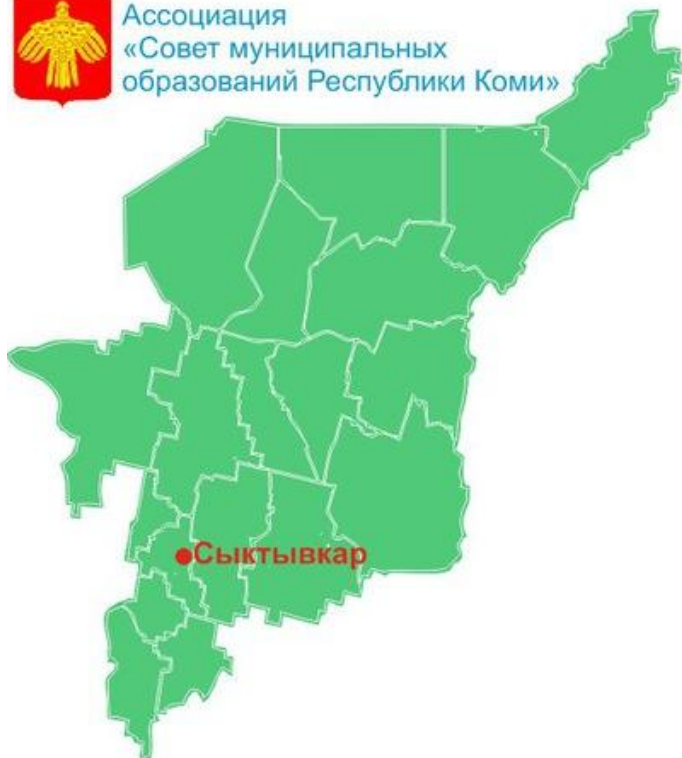 Ассоциация
«Совет муниципальных
образований Республики Коми»
Сыктывкар